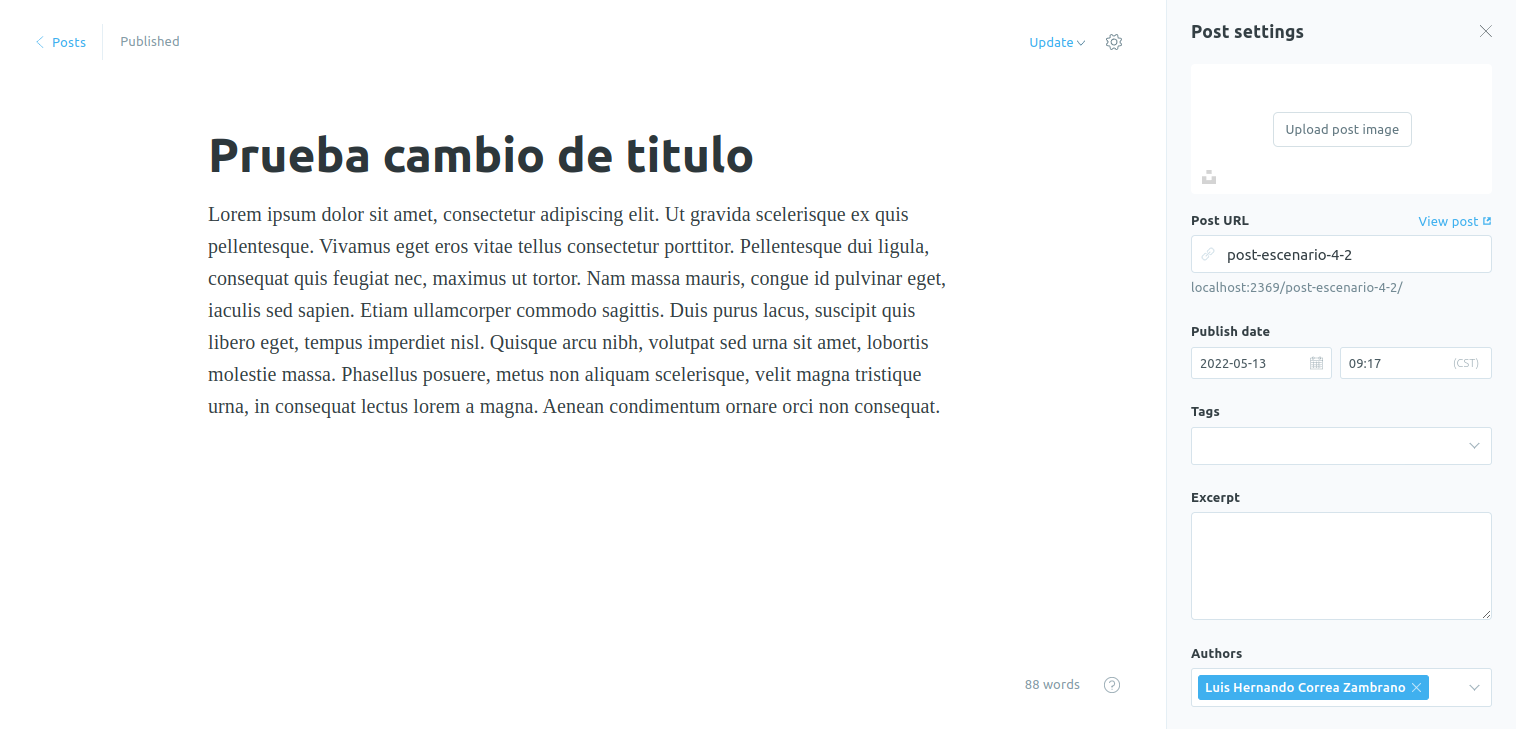 Posts
Published
Update
Prueba cambio de titulo
Lorem ipsum dolor sit amet, consectetur adipiscing elit. Ut gravida scelerisque ex quis
pellentesque. Vivamus eget eros vitae tellus consectetur porttitor. Pellentesque dui ligula,
consequat quis feugiat nec, maximus ut tortor. Nam massa mauris, congue id pulvinar eget,
iaculis sed sapien. Etiam ullamcorper commodo sagittis. Duis purus lacus, suscipit quis
libero eget, tempus imperdiet nisl. Quisque arcu nibh, volutpat sed urna sit amet, lobortis
molestie massa. Phasellus posuere, metus non aliquam scelerisque, velit magna tristique
urna, in consequat lectus lorem a magna. Aenean condimentum ornare orci non consequat.
88 words
Post settings
Upload post image
Post URL
View post
post-escenario-4-2
localhost:2369/post-escenario-4-2/
Publish date
2022-05-13
09:17
(CST)
Tags
Excerpt
Authors
Luis Hernando Correa Zambrano